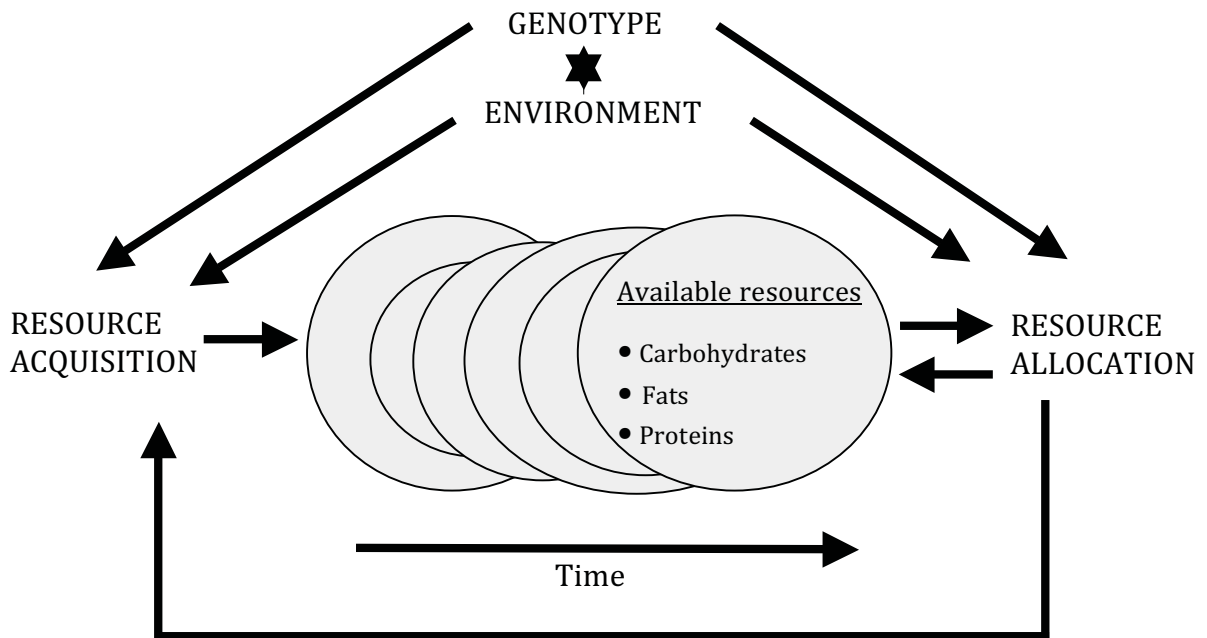 GENOTYPE
ENVIRONMENT
RESOURCE
ACQUISITION
Available resources
• Carbohydrates
• Fats
• Proteins
RESOURCE
ALLOCATION
Time